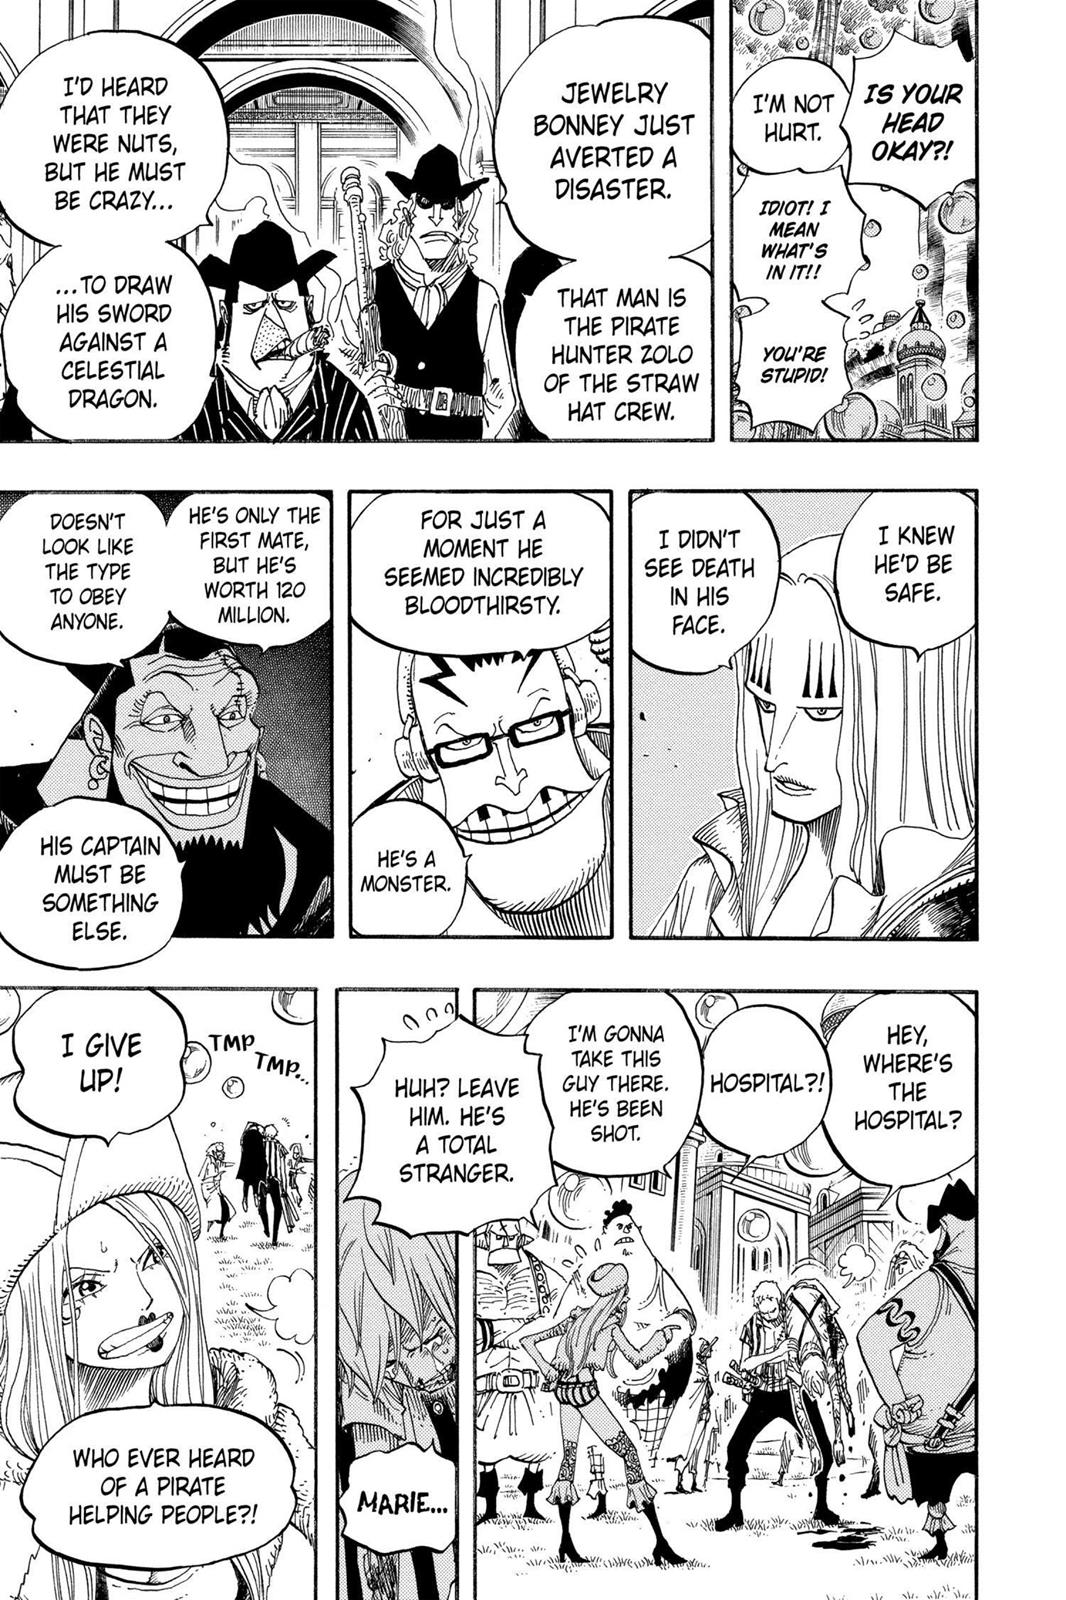 IS YOUR
HEAD
OKAY?!
I'M NOT
HURT.
IDIOT! I
MEAN
WHAT'S
IN IT!!
YOU'RE
STUPID!
JEWELRY
BONNEY JUST
AVERTED A
DISASTER.
THAT MAN IS
THE PIRATE
HUNTER ZOLO
OF THE STRAW
HAT CREW.
I'D HEARD
THAT THEY
WERE NUTS,
BUT HE MUST
BE CRAZY...
...TO DRAW
HIS SWORD
AGAINST A
CELESTIAL
DRAGON.
I KNEW
HE'D BE
SAFE.
I DIDN'T
SEE DEATH
IN HIS
FACE.
FOR JUST A
MOMENT HE
SEEMED INCREDIBLY
BLOODTHIRSTY.
HE'S A
MONSTER.
HE'S ONLY THE
FIRST MATE,
BUT HE'S
WORTH 120
MILLION.
DOESN'T
LOOK LIKE
THE TYPE
TO OBEY
ANYONE.
HIS CAPTAIN
MUST BE
SOMETHING
ELSE.
HEY,
WHERE'S
THE
HOSPITAL?
HOSPITAL?!
I'M GONNA
TAKE THIS
GUY THERE.
HE'S BEEN
SHOT.
HUH? LEAVE
HIM. HE'S
A TOTAL
STRANGER.
MARIE...
TMP
TMP...
I GIVE
UP!
WHO EVER HEARD
OF A PIRATE
HELPING PEOPLE?!